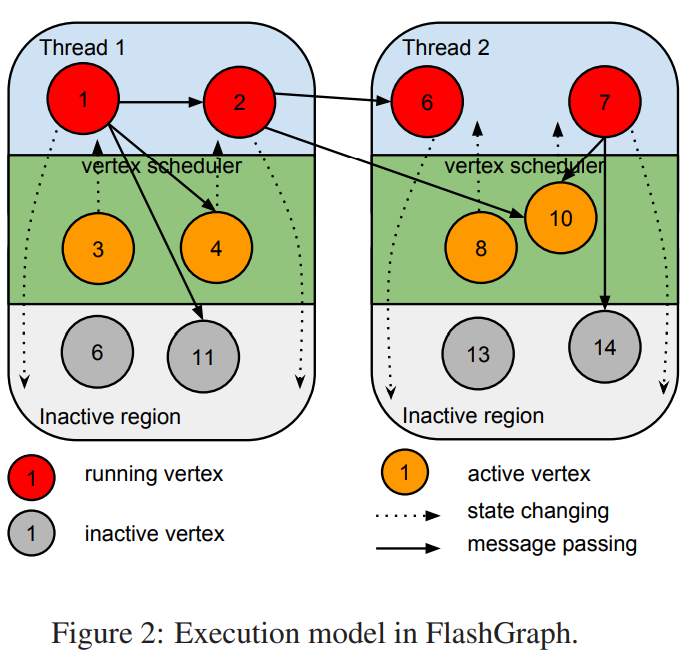 Thread 1
Thread 2
1
2
6
7
vertex scheduler
vertex scheduler
3
4
8
10
6
11
13
14
Inactive region
Inactive region
1 running vertex
1 active vertex
state changing
1 inactive vertex
message passing
Figure 2: Execution model in FlashGraph.